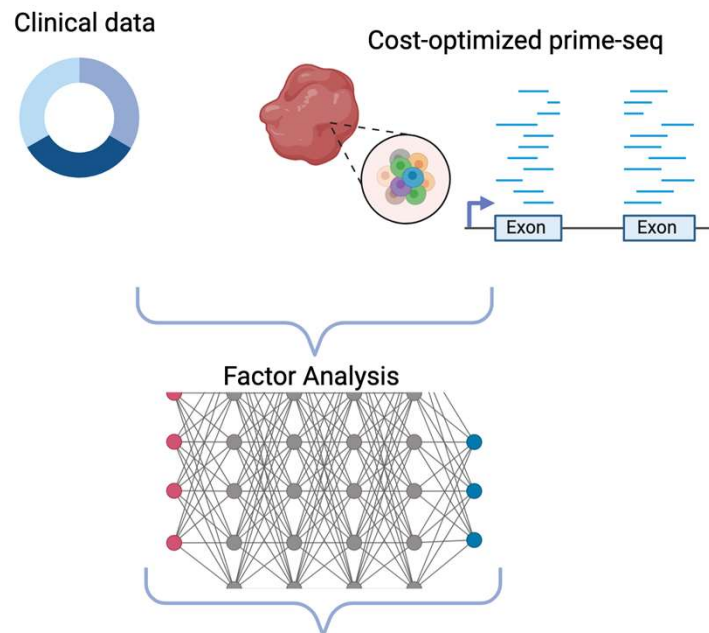 Clinical data
Cost-optimized prime-seq
Exon
Exon
Factor Analysis